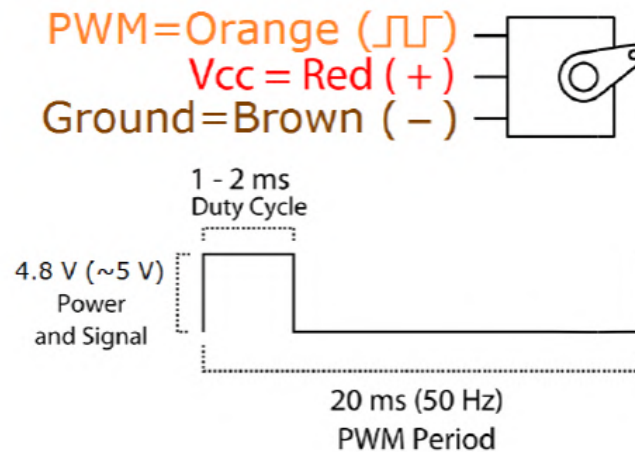 PWM=Orange (⎍⎍)
Vcc = Red ( + )
Ground=Brown ( − )
1 - 2 ms
Duty Cycle
4.8 V (~5 V)
Power
and Signal
20 ms (50 Hz)
PWM Period